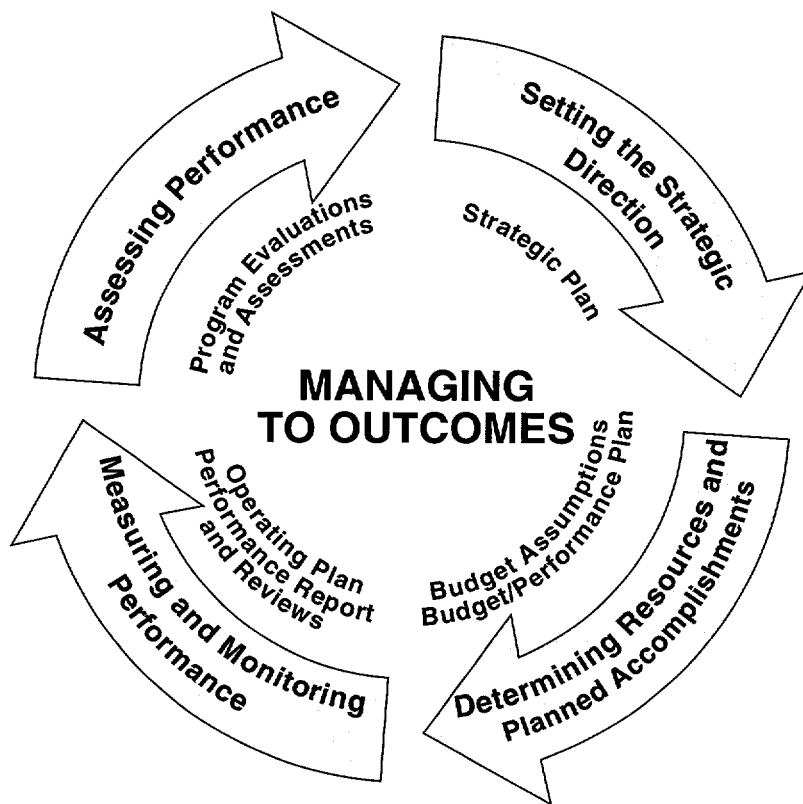 Assessing Performance
Program Evaluations
and Assessments
Setting the Strategic
Direction
Strategic Plan
MANAGING
TO OUTCOMES
Determining Resources and
Planned Accomplishments
Budget Assumptions
Budget/Performance Plan
Measuring and Monitoring
Performance
Operating Plan
Performance Report
and Reviews